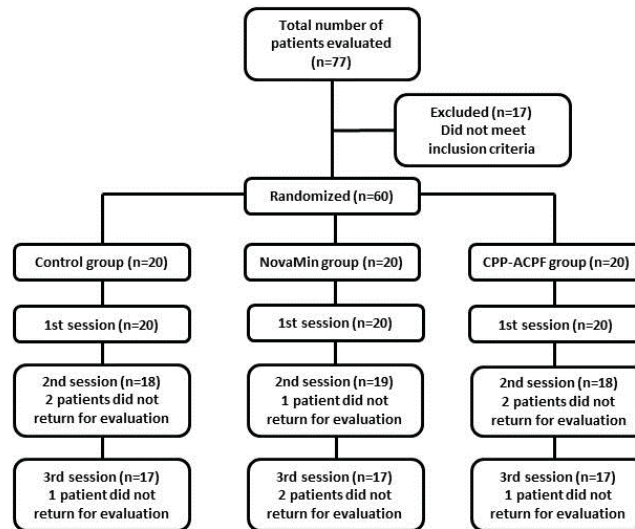 Total number of
patients evaluated
(n=77)
Excluded (n=17)
Did not meet
inclusion criteria
Randomized (n=60)
Control group (n=20)
NovaMin group (n=20)
CPP-ACPF group (n=20)
1st session (n=20)
1st session (n=20)
1st session (n=20)
2nd session (n=18)
2 patients did not
return for evaluation
2nd session (n=19)
1 patient did not
return for evaluation
2nd session (n=18)
2 patients did not
return for evaluation
3rd session (n=17)
1 patient did not
return for evaluation
3rd session (n=17)
2 patients did not
return for evaluation
3rd session (n=17)
1 patient did not
return for evaluation